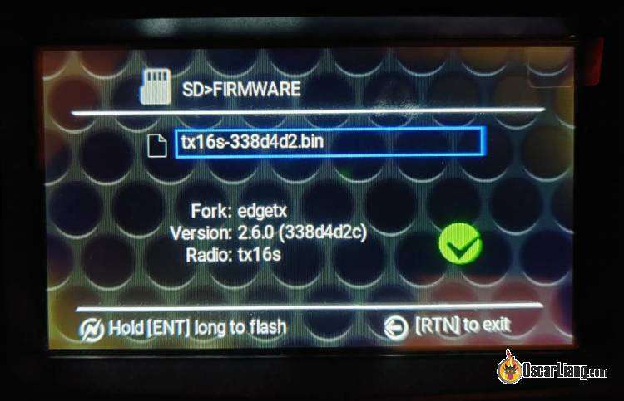 SD>FIRMWARE
tx16s-338d4d2.bin
Fork: edgetx
Version: 2.6.0 (338d4d2c)
Radio: tx16s
Hold [ENT] long to flash
[RTN] to exit
OscarLiang.com